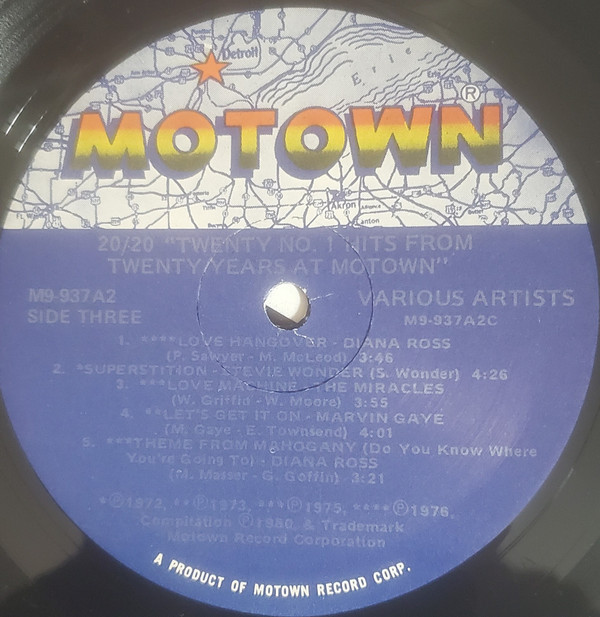 Detroit
Erie
Erie
MOTOWN®
Akron
Canton
20/20 "TWENTY NO. 1 HITS FROM
TWENTY YEARS AT MOTOWN"
M9-937A2
SIDE THREE
VARIOUS ARTISTS
M9-937A2C
1. ****LOVE HANGOVER - DIANA ROSS
(P. Sawyer - M. McLeod) 3:46
2. *SUPERSTITION - STEVIE WONDER (S. Wonder) 4:26
3. ***LOVE MACHINE - THE MIRACLES
(W. Griffin - W. Moore) 3:55
4. **LET'S GET IT ON - MARVIN GAYE
(M. Gaye - E. Townsend) 4:01
5. ***THEME FROM MAHOGANY (Do You Know Where
You're Going To) - DIANA ROSS
(M. Masser - G. Goffin) 3:21
*℗1972, **℗1973, ***℗1975, ****℗1976,
Compilation ℗1980, & Trademark
Motown Record Corporation
A PRODUCT OF MOTOWN RECORD CORP.